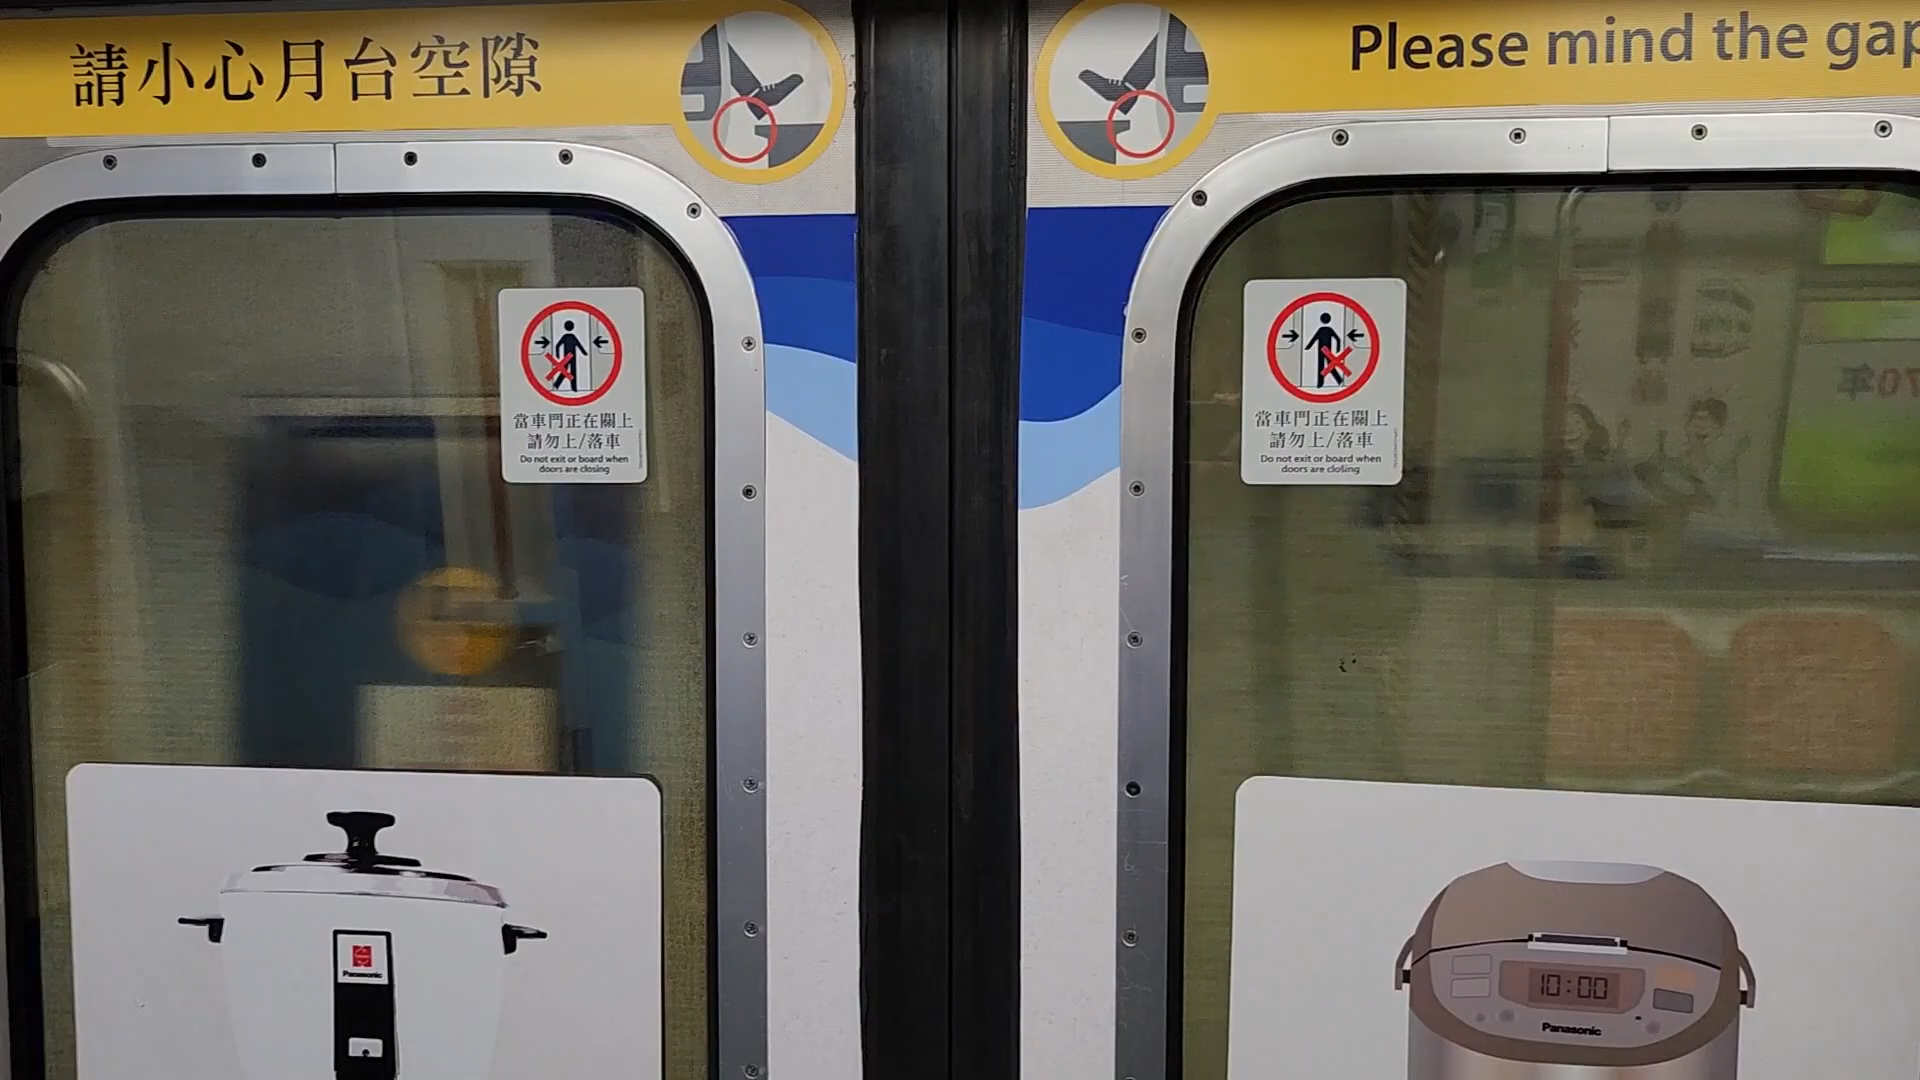 請小心月台空隙
Please mind the gap
當車門正在關上
請勿上/落車
Do not exit or board when
doors are closing
當車門正在關上
請勿上/落車
Do not exit or board when
doors are closing
70年
Panasonic
10:00
Panasonic